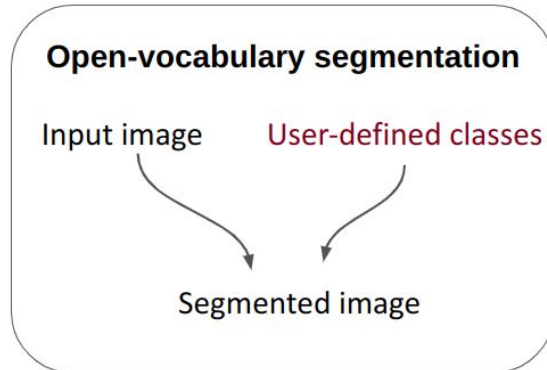 Open-vocabulary segmentation
Input image
User-defined classes
Segmented image